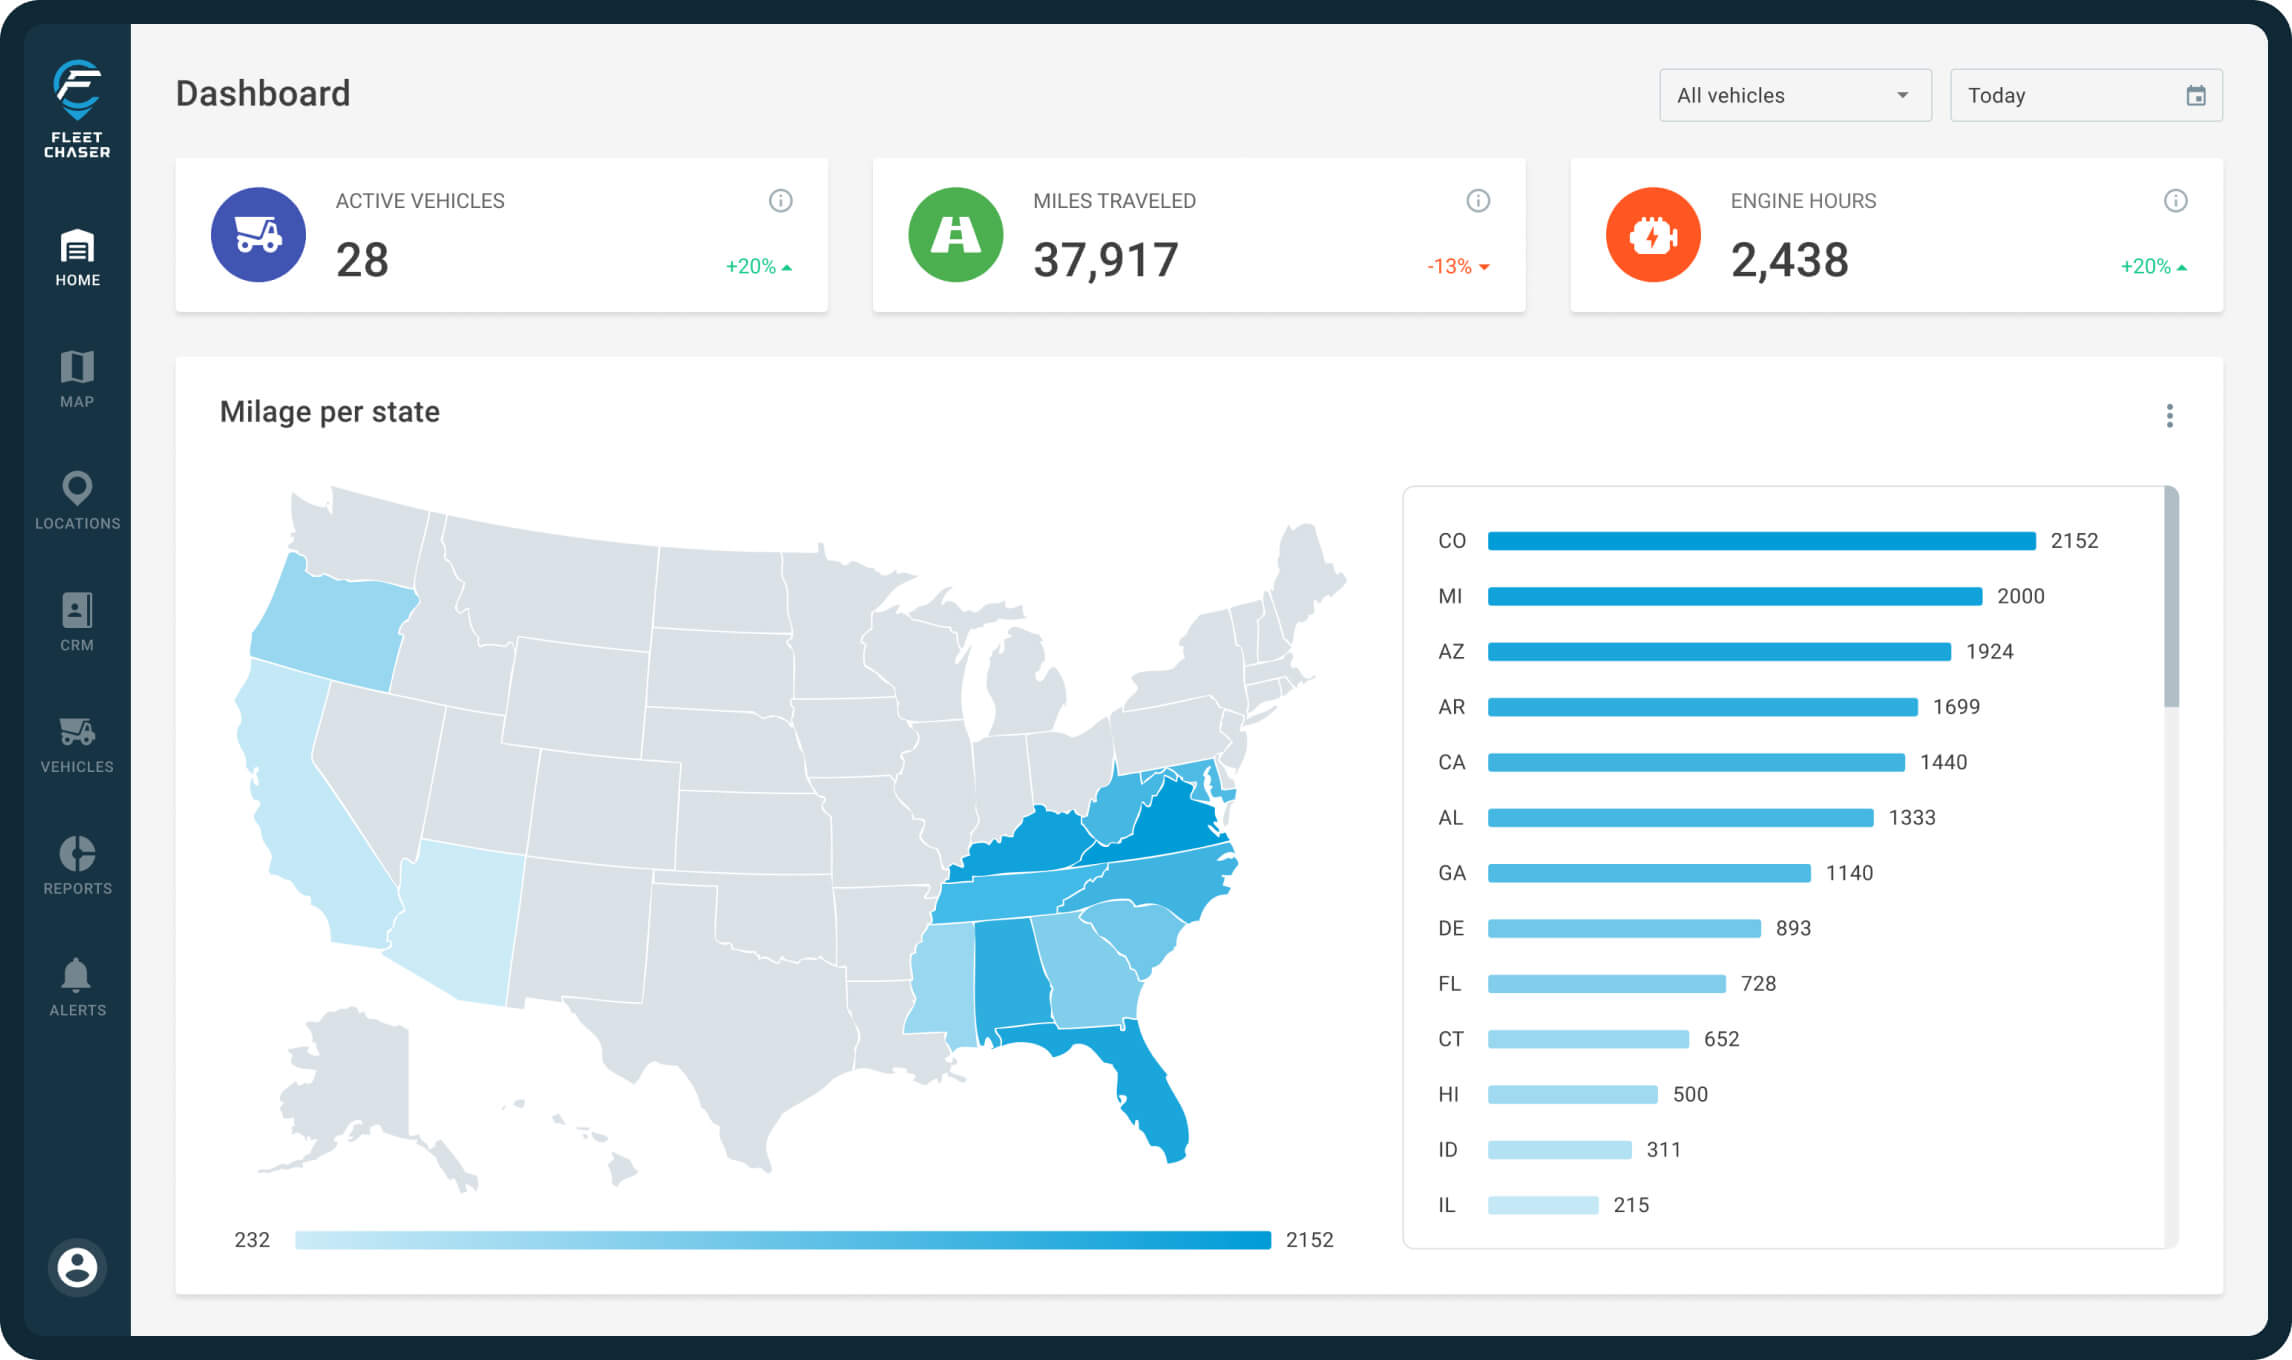 FLEET
CHASER
HOME
MAP
LOCATIONS
CRM
VEHICLES
REPORTS
ALERTS
Dashboard
All vehicles
Today
ACTIVE VEHICLES
28
+20%
MILES TRAVELED
37,917
-13%
ENGINE HOURS
2,438
+20%
Milage per state
232
2152
CO 2152
MI 2000
AZ 1924
AR 1699
CA 1440
AL 1333
GA 1140
DE 893
FL 728
CT 652
HI 500
ID 311
IL 215